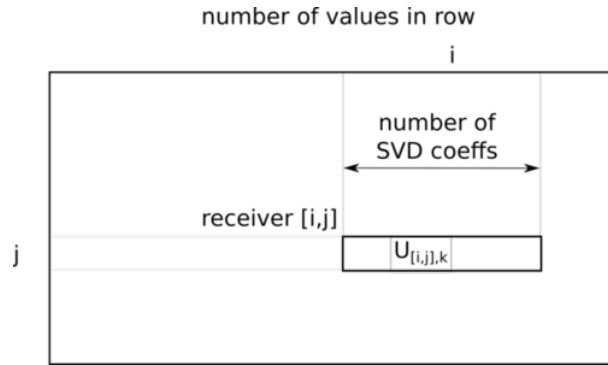 number of values in row
i
number of
SVD coeffs
receiver [i,j]
j
U[i,j],k